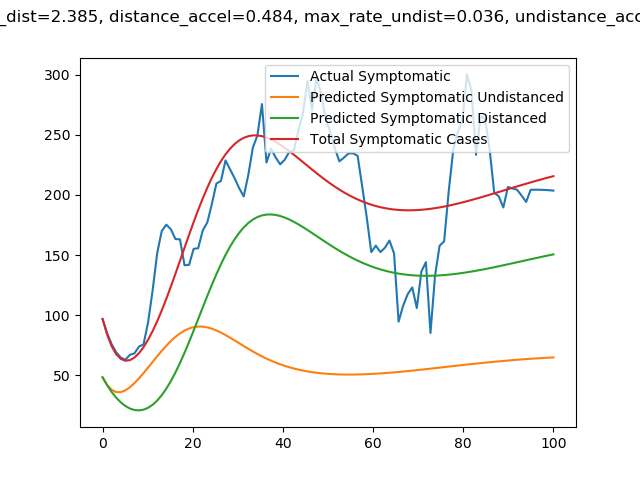 _dist=2.385, distance_accel=0.484, max_rate_undist=0.036, undistance_acc
Actual Symptomatic
Predicted Symptomatic Undistanced
Predicted Symptomatic Distanced
Total Symptomatic Cases
300
250
200
150
100
50
0 20 40 60 80 100